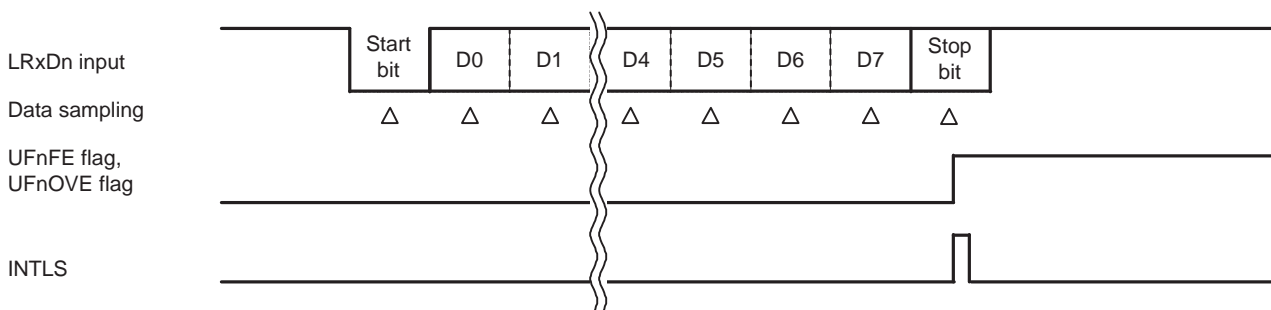 LRxDn input
Start
bit
D0
D1
D4
D5
D6
D7
Stop
bit
Data sampling
UFnFE flag,
UFnOVE flag
INTLS